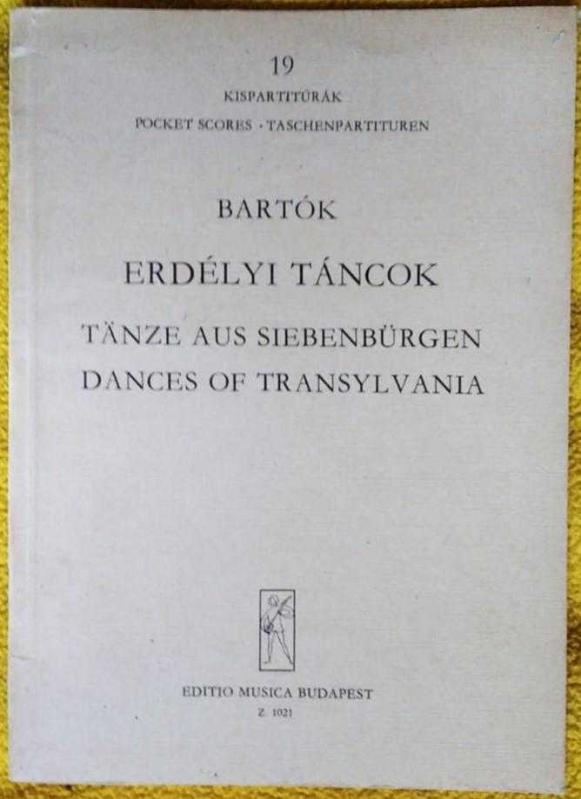 19
KISPARTITÚRÁK
POCKET SCORES · TASCHENPARTITUREN
BARTÓK
ERDÉLYI TÁNCOK
TÄNZE AUS SIEBENBÜRGEN
DANCES OF TRANSYLVANIA
EDITIO MUSICA BUDAPEST
Z. 1021